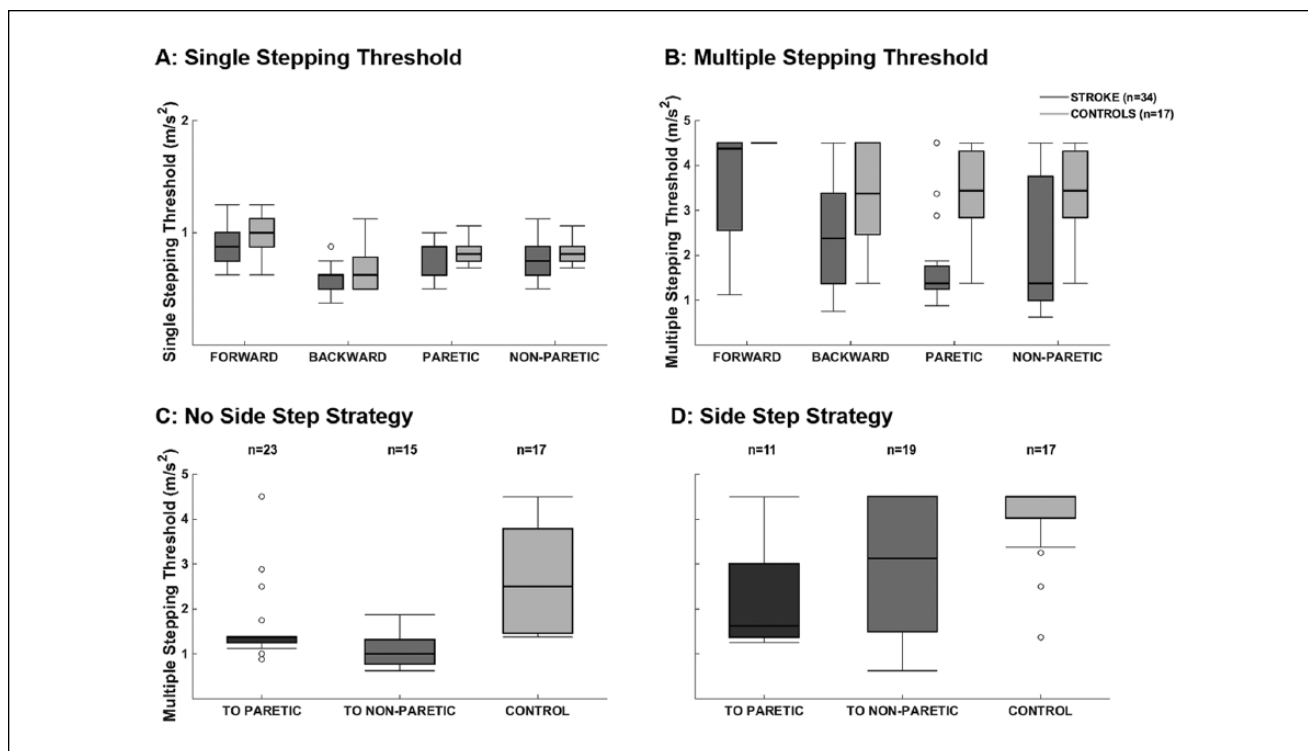 A: Single Stepping Threshold
Single Stepping Threshold (m/s²)
2
1
FORWARD BACKWARD PARETIC NON-PARETIC
B: Multiple Stepping Threshold
STROKE (n=34)
CONTROLS (n=17)
Multiple Stepping Threshold (m/s²)
5
4
3
2
1
FORWARD BACKWARD PARETIC NON-PARETIC
C: No Side Step Strategy
n=23 n=15 n=17
Multiple Stepping Threshold (m/s²)
5
4
3
2
1
TO PARETIC TO NON-PARETIC CONTROL
D: Side Step Strategy
n=11 n=19 n=17
TO PARETIC TO NON-PARETIC CONTROL